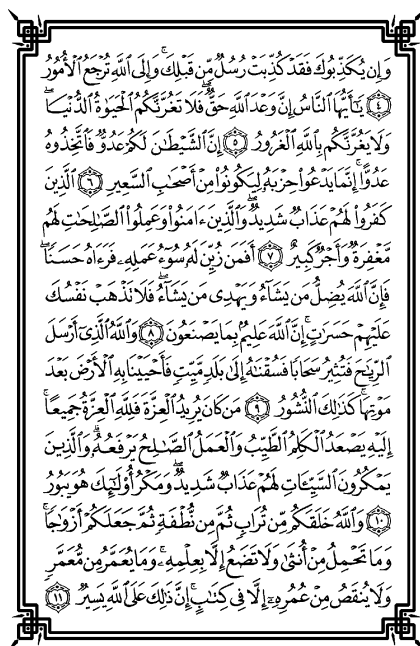 وَإِن يُكَذِّبُوكَ فَقَدْ كُذِّبَتْ رُسُلٌ مِّن قَبْلِكَ ۚ وَإِلَى ٱللَّهِ تُرْجَعُ ٱلْأُمُورُ
﴿٤﴾ يَٰٓأَيُّهَا ٱلنَّاسُ إِنَّ وَعْدَ ٱللَّهِ حَقٌّ ۖ فَلَا تَغُرَّنَّكُمُ ٱلْحَيَوٰةُ ٱلدُّنْيَا ۖ
وَلَا يَغُرَّنَّكُم بِٱللَّهِ ٱلْغَرُورُ ﴿٥﴾ إِنَّ ٱلشَّيْطَٰنَ لَكُمْ عَدُوٌّ فَٱتَّخِذُوهُ
عَدُوًّا ۚ إِنَّمَا يَدْعُوا۟ حِزْبَهُۥ لِيَكُونُوا۟ مِنْ أَصْحَٰبِ ٱلسَّعِيرِ ﴿٦﴾ ٱلَّذِينَ
كَفَرُوا۟ لَهُمْ عَذَابٌ شَدِيدٌ ۖ وَٱلَّذِينَ ءَامَنُوا۟ وَعَمِلُوا۟ ٱلصَّٰلِحَٰتِ لَهُم
مَّغْفِرَةٌ وَأَجْرٌ كَبِيرٌ ﴿٧﴾ أَفَمَن زُيِّنَ لَهُۥ سُوٓءُ عَمَلِهِۦ فَرَءَاهُ حَسَنًا ۖ
فَإِنَّ ٱللَّهَ يُضِلُّ مَن يَشَآءُ وَيَهْدِى مَن يَشَآءُ ۖ فَلَا تَذْهَبْ نَفْسُكَ
عَلَيْهِمْ حَسَرَٰتٍ ۚ إِنَّ ٱللَّهَ عَلِيمٌۢ بِمَا يَصْنَعُونَ ﴿٨﴾ وَٱللَّهُ ٱلَّذِىٓ أَرْسَلَ
ٱلرِّيَٰحَ فَتُثِيرُ سَحَابًا فَسُقْنَٰهُ إِلَىٰ بَلَدٍ مَّيِّتٍ فَأَحْيَيْنَا بِهِ ٱلْأَرْضَ بَعْدَ
مَوْتِهَا ۚ كَذَٰلِكَ ٱلنُّشُورُ ﴿٩﴾ مَن كَانَ يُرِيدُ ٱلْعِزَّةَ فَلِلَّهِ ٱلْعِزَّةُ جَمِيعًا ۚ
إِلَيْهِ يَصْعَدُ ٱلْكَلِمُ ٱلطَّيِّبُ وَٱلْعَمَلُ ٱلصَّٰلِحُ يَرْفَعُهُۥ ۚ وَٱلَّذِينَ
يَمْكُرُونَ ٱلسَّيِّـَٔاتِ لَهُمْ عَذَابٌ شَدِيدٌ ۖ وَمَكْرُ أُو۟لَٰٓئِكَ هُوَ يَبُورُ
﴿١٠﴾ وَٱللَّهُ خَلَقَكُم مِّن تُرَابٍ ثُمَّ مِن نُّطْفَةٍ ثُمَّ جَعَلَكُمْ أَزْوَٰجًا ۚ
وَمَا تَحْمِلُ مِنْ أُنثَىٰ وَلَا تَضَعُ إِلَّا بِعِلْمِهِۦ ۚ وَمَا يُعَمَّرُ مِن مُّعَمَّرٍ
وَلَا يُنقَصُ مِنْ عُمُرِهِۦٓ إِلَّا فِى كِتَٰبٍ ۚ إِنَّ ذَٰلِكَ عَلَى ٱللَّهِ يَسِيرٌ ﴿١١﴾